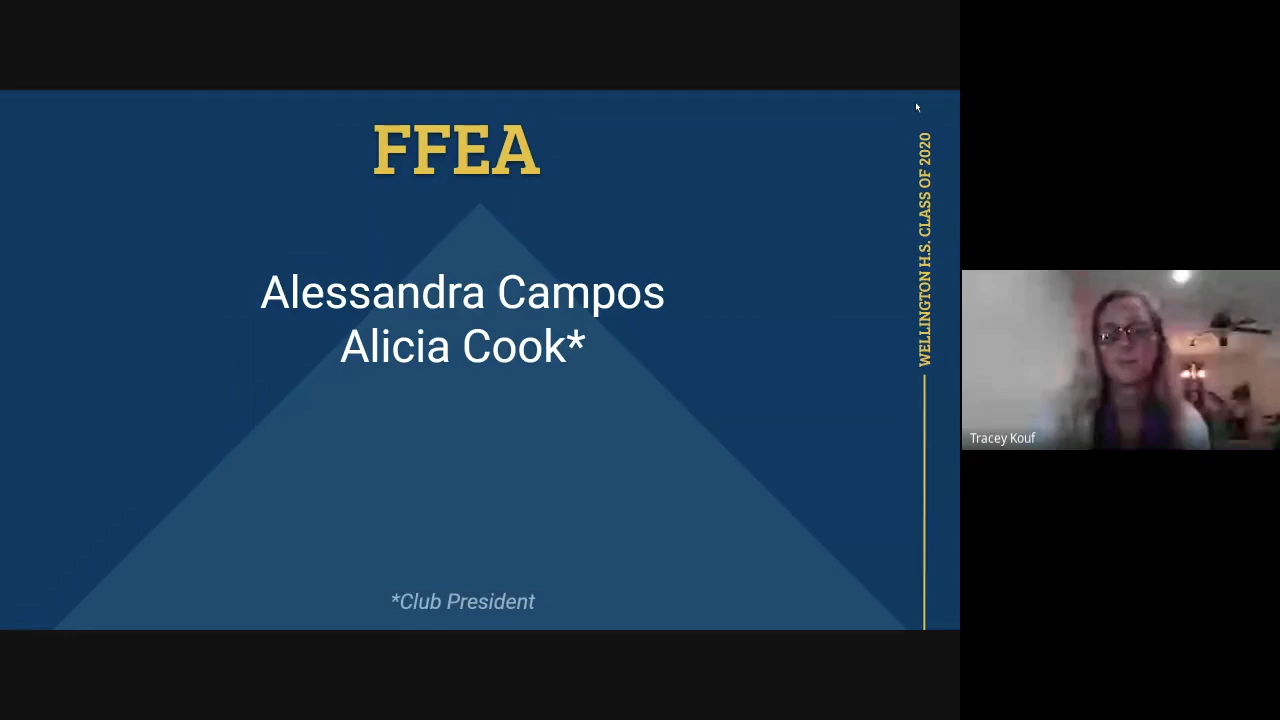 FFEA
Alessandra Campos
Alicia Cook*
*Club President
WELLINGTON H.S. CLASS OF 2020
Tracey Kouf